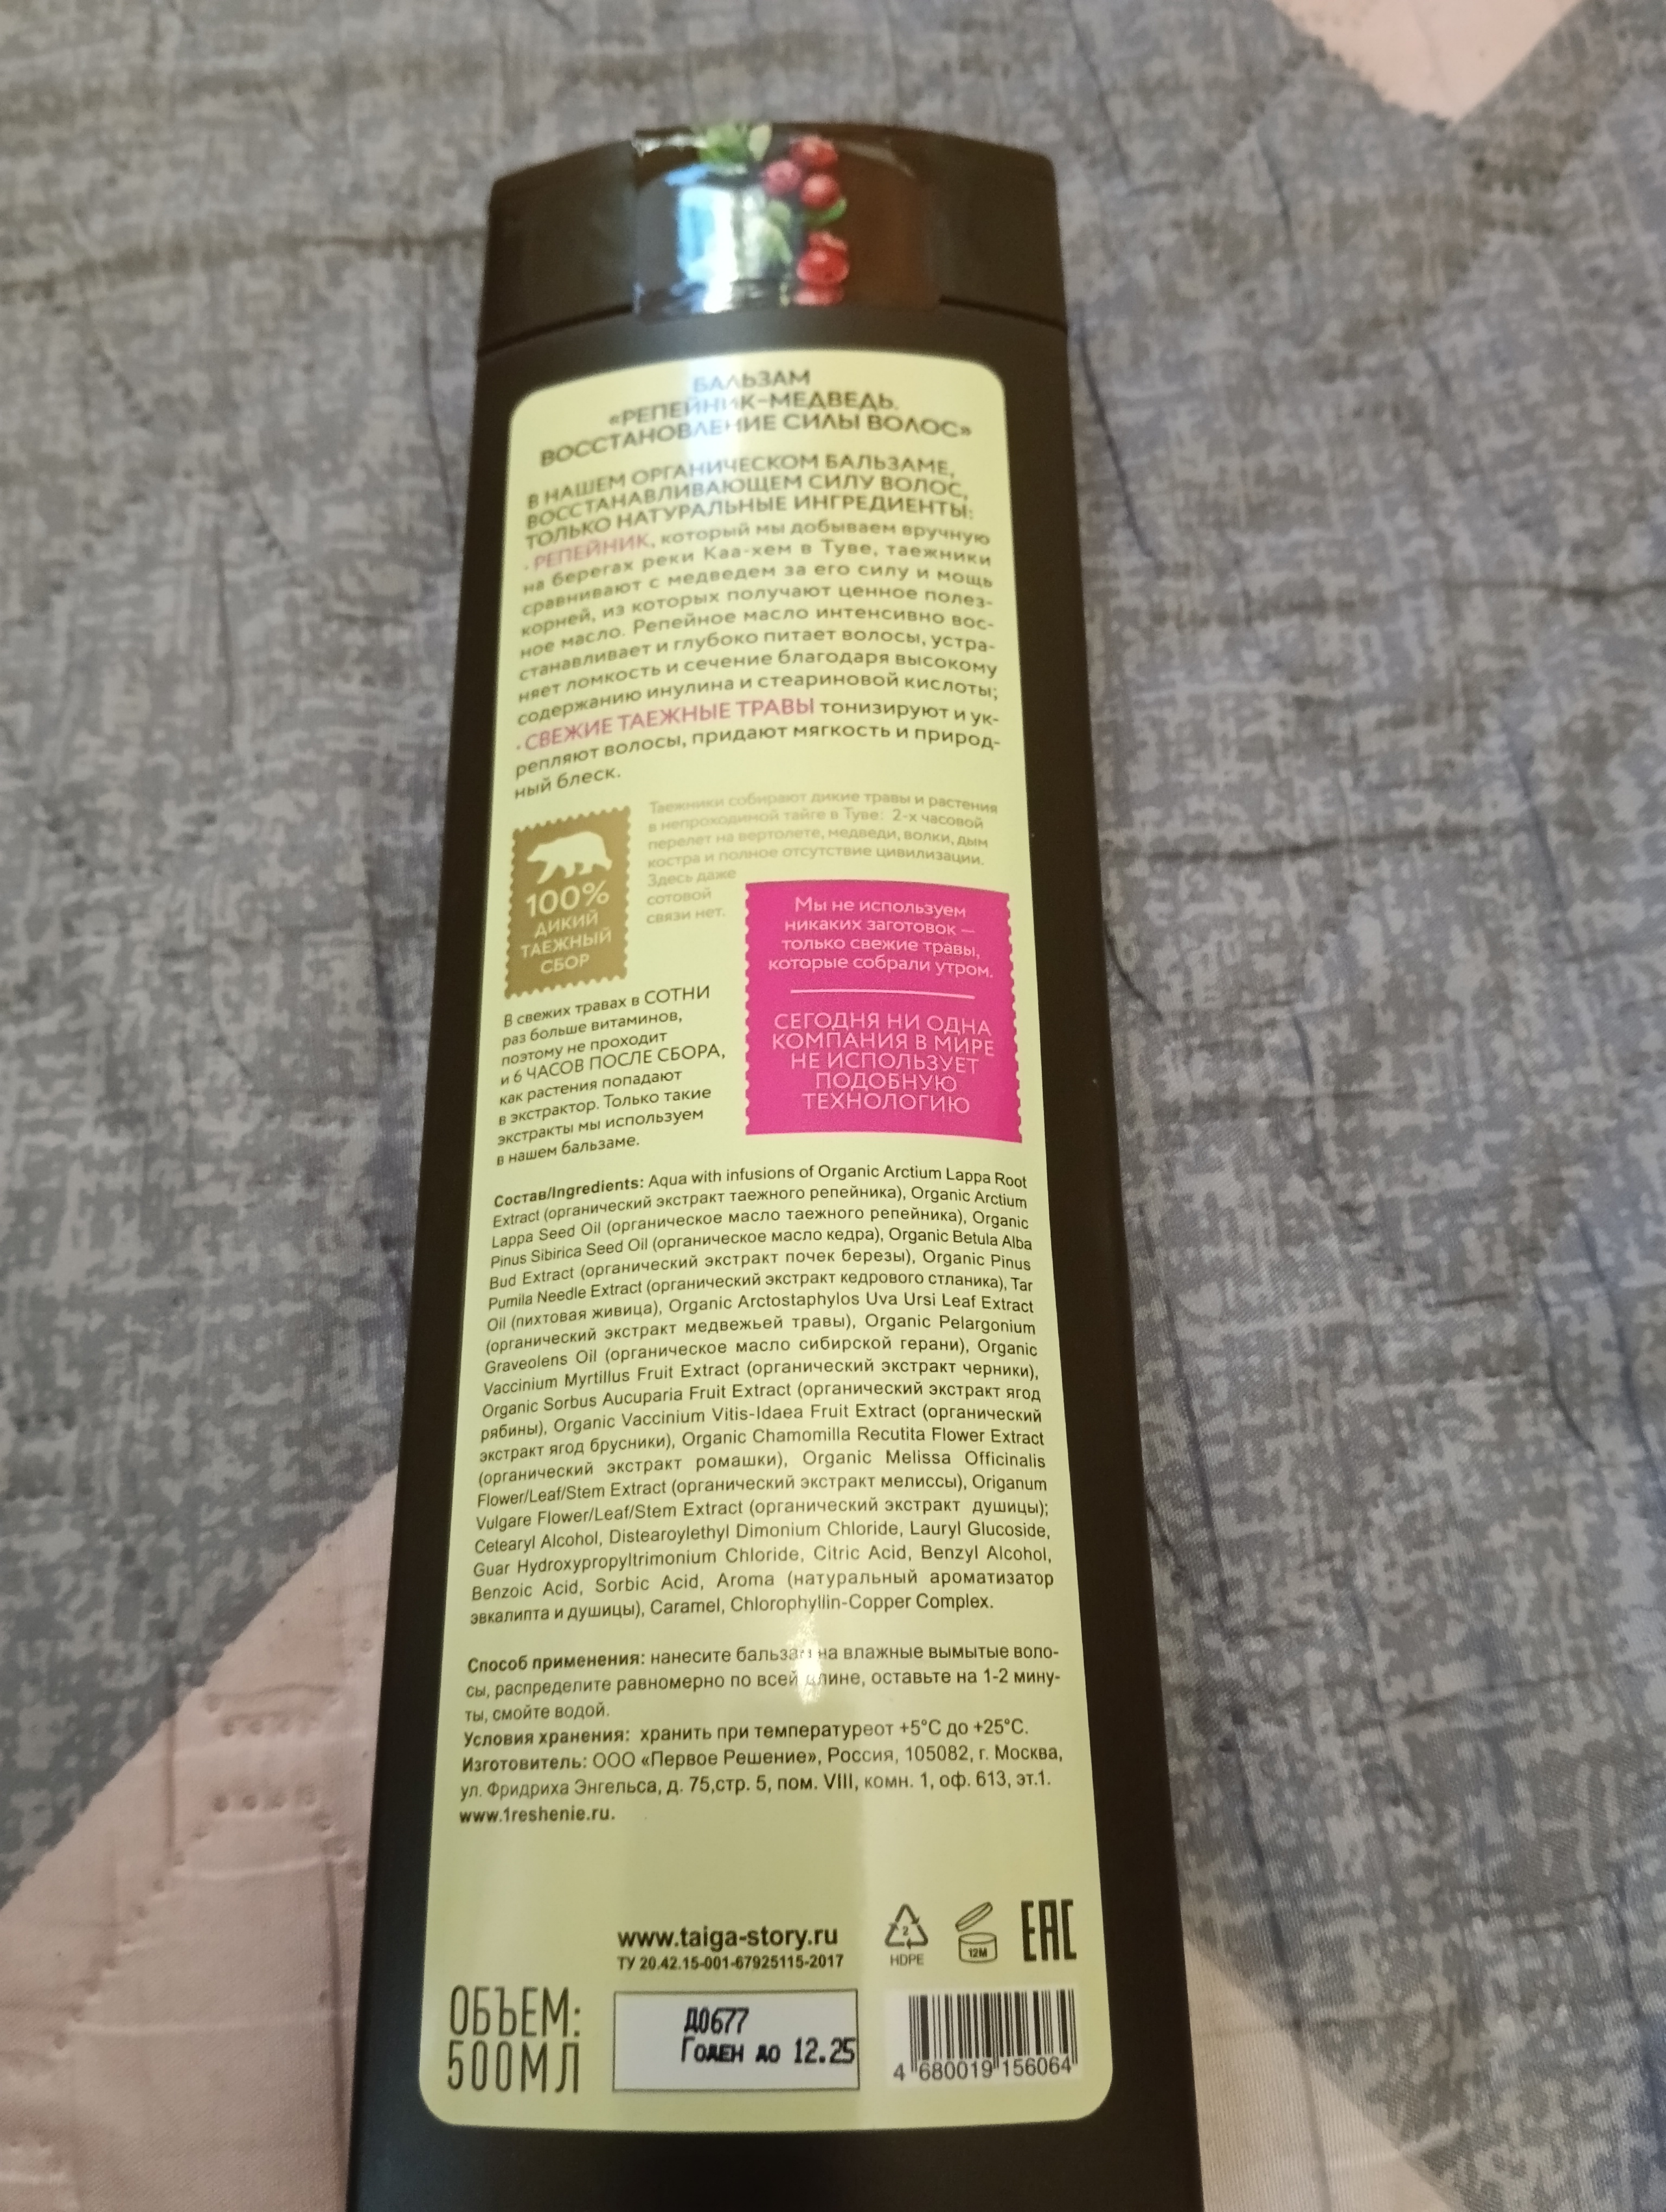 БАЛЬЗАМ
«РЕПЕЙНИК-МЕДВЕДЬ.
ВОССТАНОВЛЕНИЕ СИЛЫ ВОЛОС»
В НАШЕМ ОРГАНИЧЕСКОМ БАЛЬЗАМЕ,
ВОССТАНАВЛИВАЮЩЕМ СИЛУ ВОЛОС,
ТОЛЬКО НАТУРАЛЬНЫЕ ИНГРЕДИЕНТЫ:
· РЕПЕЙНИК, который мы добываем вручную
на берегах реки Каа-хем в Туве, таежники
сравнивают с медведем за его силу и мощь
корней, из которых получают ценное полез-
ное масло. Репейное масло интенсивно вос-
станавливает и глубоко питает волосы, устра-
няет ломкость и сечение благодаря высокому
содержанию инулина и стеариновой кислоты;
· СВЕЖИЕ ТАЕЖНЫЕ ТРАВЫ тонизируют и ук-
репляют волосы, придают мягкость и природ-
ный блеск.
Таежники собирают дикие травы и растения
в непроходимой тайге в Туве: 2-х часовой
перелет на вертолете, медведи, волки, дым
костра и полное отсутствие цивилизации.
Здесь даже
сотовой
связи нет.
100%
ДИКИЙ
ТАЕЖНЫЙ
СБОР
Мы не используем
никаких заготовок –
только свежие травы,
которые собрали утром.
СЕГОДНЯ НИ ОДНА
КОМПАНИЯ В МИРЕ
НЕ ИСПОЛЬЗУЕТ
ПОДОБНУЮ
ТЕХНОЛОГИЮ
В свежих травах в СОТНИ
раз больше витаминов,
поэтому не проходит
и 6 ЧАСОВ ПОСЛЕ СБОРА,
как растения попадают
в экстрактор. Только такие
экстракты мы используем
в нашем бальзаме.
Состав/Ingredients: Aqua with infusions of Organic Arctium Lappa Root
Extract (органический экстракт таежного репейника), Organic Arctium
Lappa Seed Oil (органическое масло таежного репейника), Organic
Pinus Sibirica Seed Oil (органическое масло кедра), Organic Betula Alba
Bud Extract (органический экстракт почек березы), Organic Pinus
Pumila Needle Extract (органический экстракт кедрового стланика), Tar
Oil (пихтовая живица), Organic Arctostaphylos Uva Ursi Leaf Extract
(органический экстракт медвежьей травы), Organic Pelargonium
Graveolens Oil (органическое масло сибирской герани), Organic
Vaccinium Myrtillus Fruit Extract (органический экстракт черники),
Organic Sorbus Aucuparia Fruit Extract (органический экстракт ягод
рябины), Organic Vaccinium Vitis-Idaea Fruit Extract (органический
экстракт ягод брусники), Organic Chamomilla Recutita Flower Extract
(органический экстракт ромашки), Organic Melissa Officinalis
Flower/Leaf/Stem Extract (органический экстракт мелиссы), Origanum
Vulgare Flower/Leaf/Stem Extract (органический экстракт душицы);
Cetearyl Alcohol, Distearoylethyl Dimonium Chloride, Lauryl Glucoside,
Guar Hydroxypropyltrimonium Chloride, Citric Acid, Benzyl Alcohol,
Benzoic Acid, Sorbic Acid, Aroma (натуральный ароматизатор
эвкалипта и душицы), Caramel, Chlorophyllin-Copper Complex.
Способ применения: нанесите бальзам на влажные вымытые воло-
сы, распределите равномерно по всей длине, оставьте на 1-2 мину-
ты, смойте водой.
Условия хранения: хранить при температуреот +5°С до +25°С.
Изготовитель: ООО «Первое Решение», Россия, 105082, г. Москва,
ул. Фридриха Энгельса, д. 75,стр. 5, пом. VIII, комн. 1, оф. 613, эт.1.
www.1reshenie.ru.
www.taiga-story.ru
ТУ 20.42.15-001-67925115-2017
2
HDPE
12M
EAC
ОБЪЕМ:
500МЛ
Д0677
Годен до 12.25
4 680019 156064